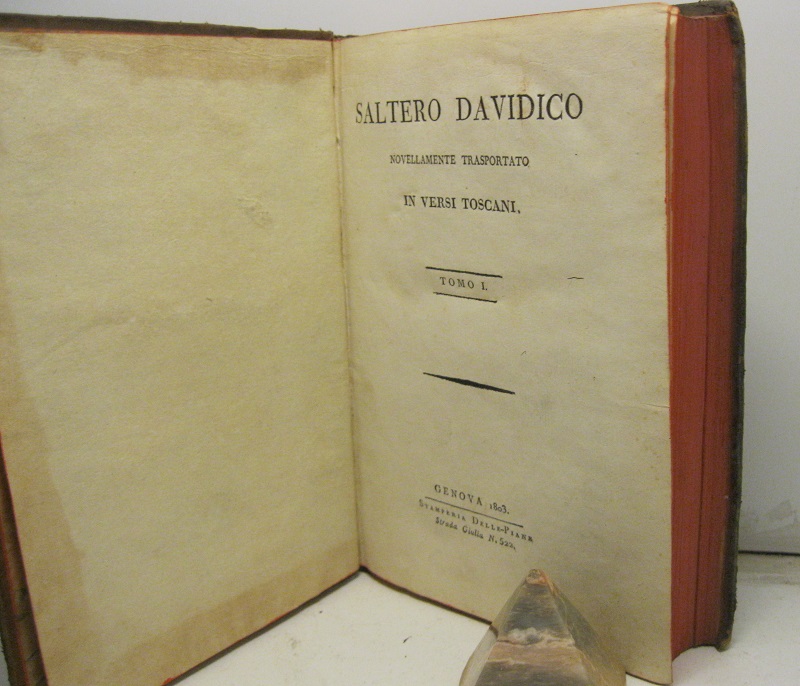 SALTERO DAVIDICO
NOVELLAMENTE TRASPORTATO
IN VERSI TOSCANI.
TOMO I.
GENOVA 1803.
STAMPERIA DELLE-PIANE
Strada Giulia N. 522.